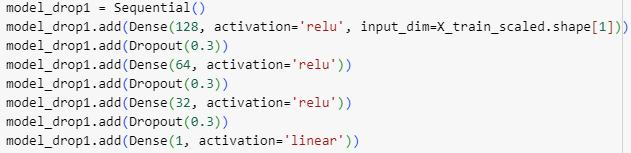 model_drop1 = Sequential()
model_drop1.add(Dense(128, activation='relu', input_dim=X_train_scaled.shape[1]))
model_drop1.add(Dropout(0.3))
model_drop1.add(Dense(64, activation='relu'))
model_drop1.add(Dropout(0.3))
model_drop1.add(Dense(32, activation='relu'))
model_drop1.add(Dropout(0.3))
model_drop1.add(Dense(1, activation='linear'))